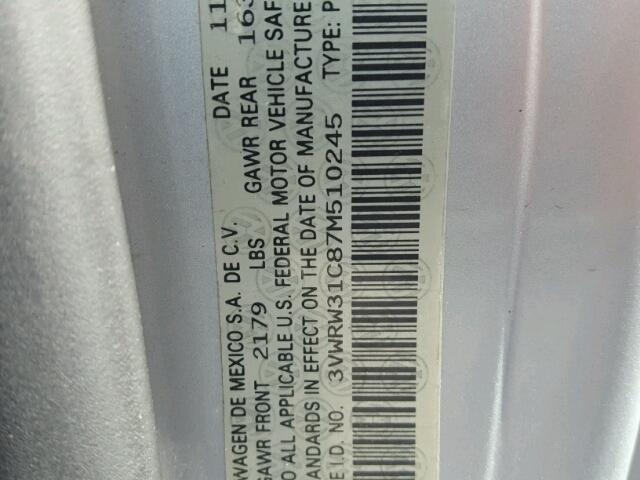 WAGEN DE MEXICO S.A. DE C.V. DATE 11
GAWR FRONT 2179 LBS GAWR REAR 163
O ALL APPLICABLE U.S. FEDERAL MOTOR VEHICLE SAF
ANDARDS IN EFFECT ON THE DATE OF MANUFACTURE
E I.D. NO. 3VWRW31C87M510245 TYPE: P